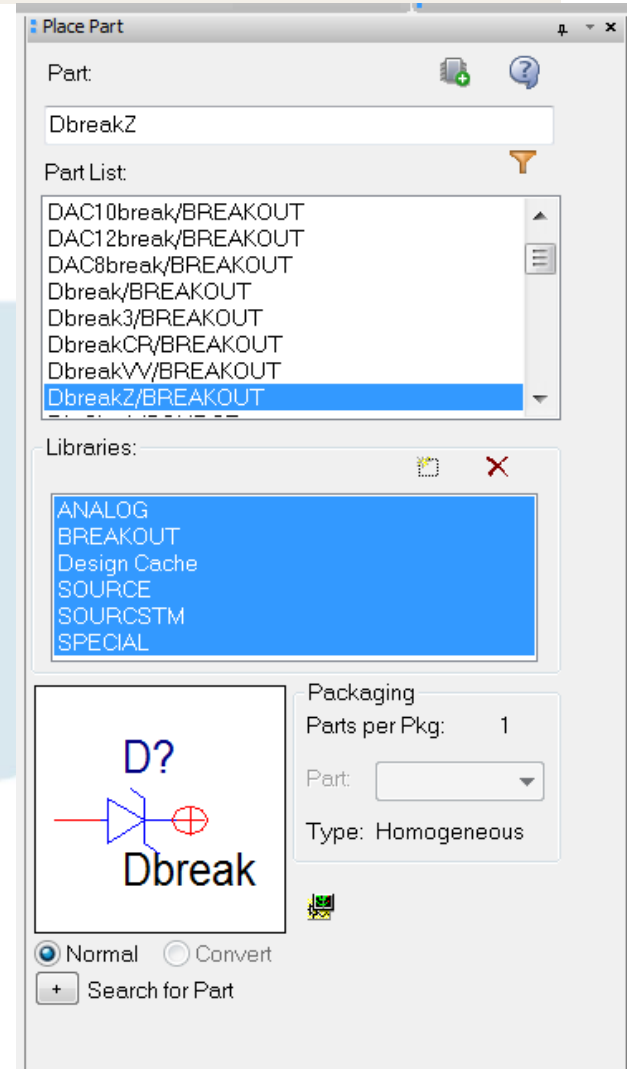 Place Part
Part:
DbreakZ
Part List:
DAC10break/BREAKOUT
DAC12break/BREAKOUT
DAC8break/BREAKOUT
Dbreak/BREAKOUT
Dbreak3/BREAKOUT
DbreakCR/BREAKOUT
DbreakVV/BREAKOUT
DbreakZ/BREAKOUT
Libraries:
ANALOG
BREAKOUT
Design Cache
SOURCE
SOURCSTM
SPECIAL
D?
Dbreak
Packaging
Parts per Pkg: 1
Part:
Type: Homogeneous
Normal Convert
+ Search for Part